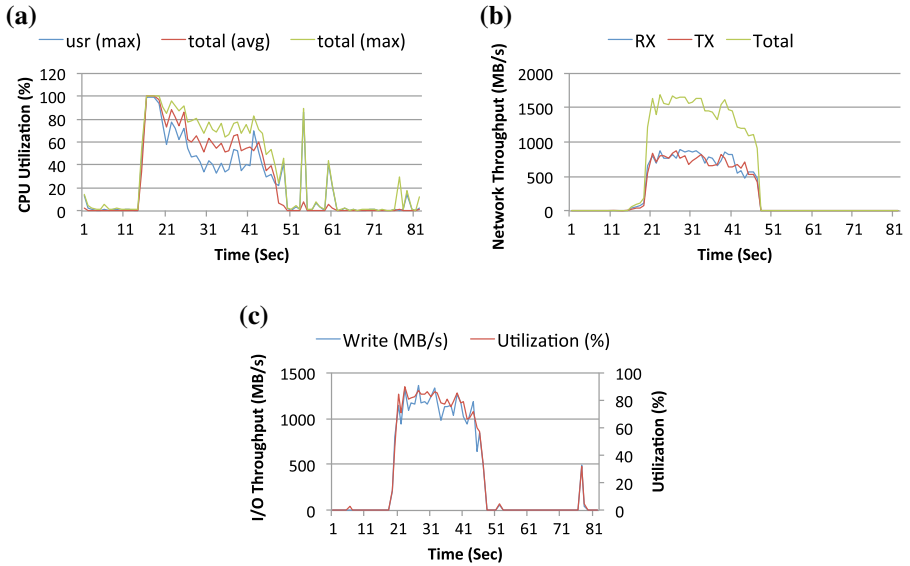 (a)
usr (max) total (avg) total (max)
CPU Utilization (%)
120
100
80
60
40
20
0
1 11 21 31 41 51 61 71 81
Time (Sec)
(b)
RX TX Total
Network Throughput (MB/s)
2000
1500
1000
500
0
1 11 21 31 41 51 61 71 81
Time (Sec)
(c)
Write (MB/s) Utilization (%)
I/O Throughput (MB/s)
1500
1000
500
0
100
80
60
40
20
0
Utilization (%)
1 11 21 31 41 51 61 71 81
Time (Sec)